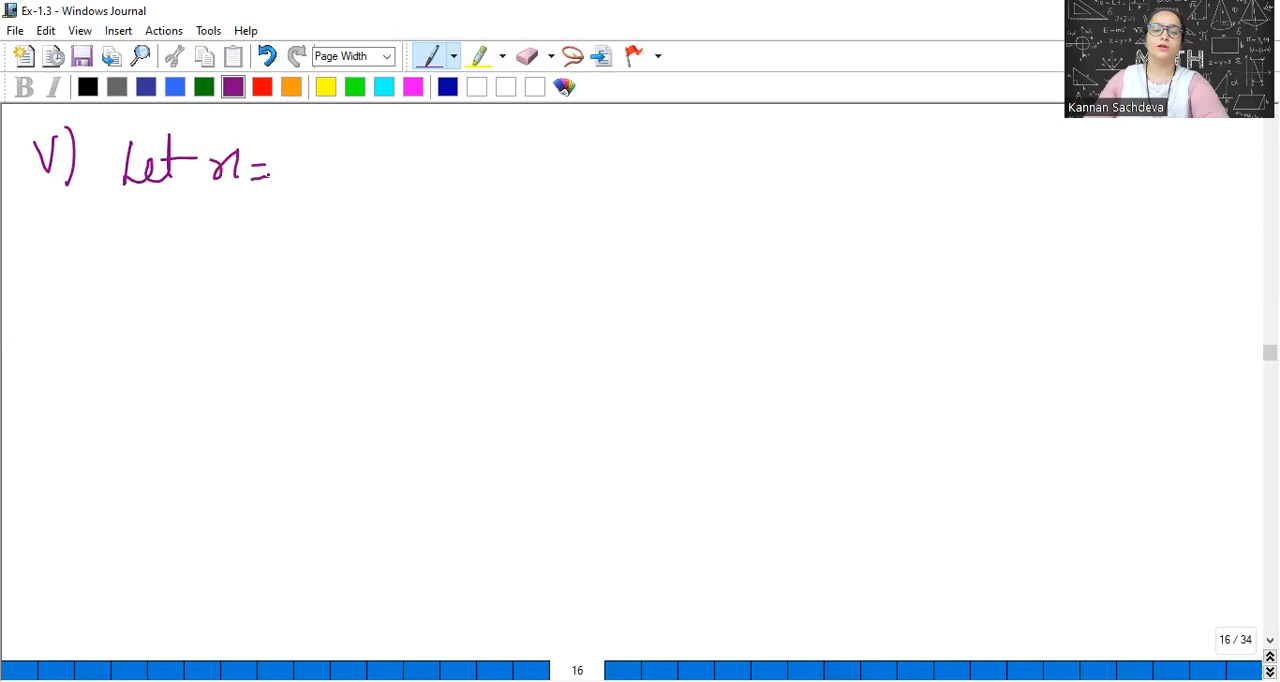 Ex-1.3 - Windows Journal
File Edit View Insert Actions Tools Help
Page Width
B I
Kannan Sachdeva
V) Let x=
16 / 34
16